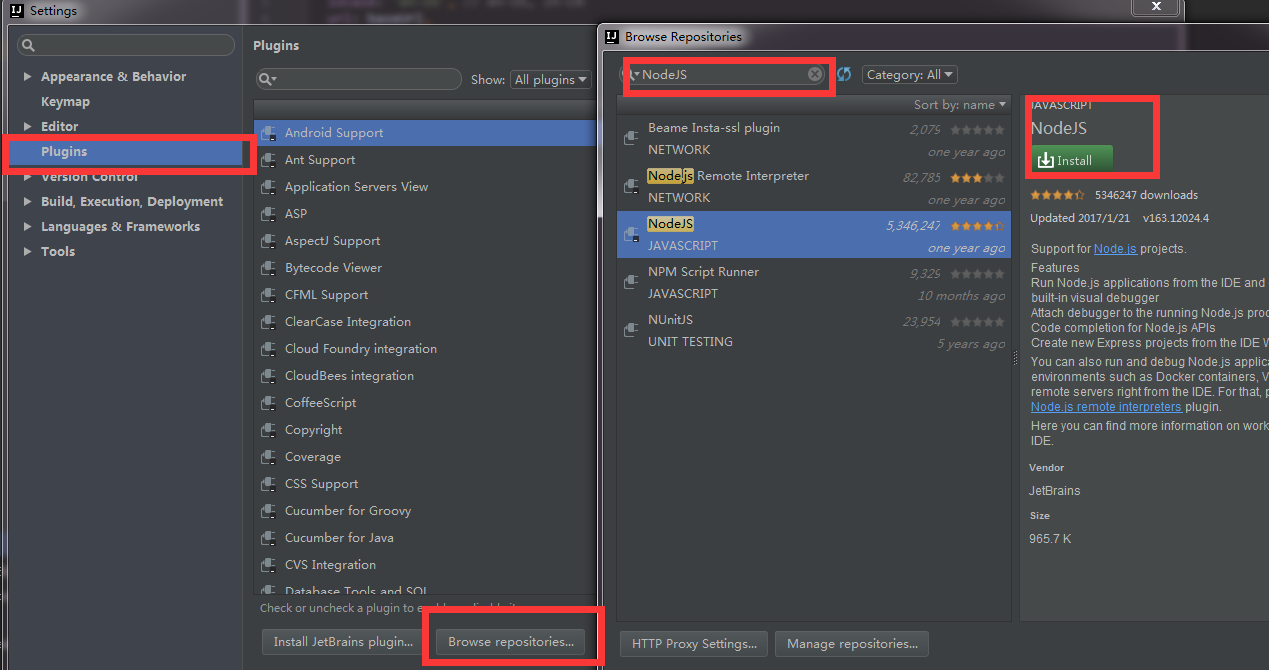 Settings
Appearance & Behavior
Keymap
Editor
Plugins
Version Control
Build, Execution, Deployment
Languages & Frameworks
Tools
Plugins
Show: All plugins
Android Support
Ant Support
Application Servers View
ASP
AspectJ Support
Bytecode Viewer
CFML Support
ClearCase Integration
Cloud Foundry integration
CloudBees integration
CoffeeScript
Copyright
Coverage
CSS Support
Cucumber for Groovy
Cucumber for Java
CVS Integration
Database Tools and SQL
Check or uncheck a plugin to
Install JetBrains plugin...
Browse repositories...
Browse Repositories
NodeJS
Category: All
Sort by: name
Beame Insta-ssl plugin 2,079
NETWORK one year ago
Nodejs Remote Interpreter 82,785
NETWORK one year ago
NodeJS 5,346,247
JAVASCRIPT one year ago
NPM Script Runner 9,329
JAVASCRIPT 10 months ago
NUnitJS 23,954
UNIT TESTING 5 years ago
HTTP Proxy Settings...
Manage repositories...
JAVASCRIPT
NodeJS
Install
5346247 downloads
Updated 2017/1/21 v163.12024.4
Support for Node.js projects.
Features
Run Node.js applications from the IDE and
built-in visual debugger
Attach debugger to the running Node.js proc
Code completion for Node.js APIs
Create new Express projects from the IDE W
You can also run and debug Node.js applica
environments such as Docker containers, V
remote servers right from the IDE. For that, p
Node.js remote interpreters plugin.
Here you can find more information on work
IDE.
Vendor
JetBrains
Size
965.7 K